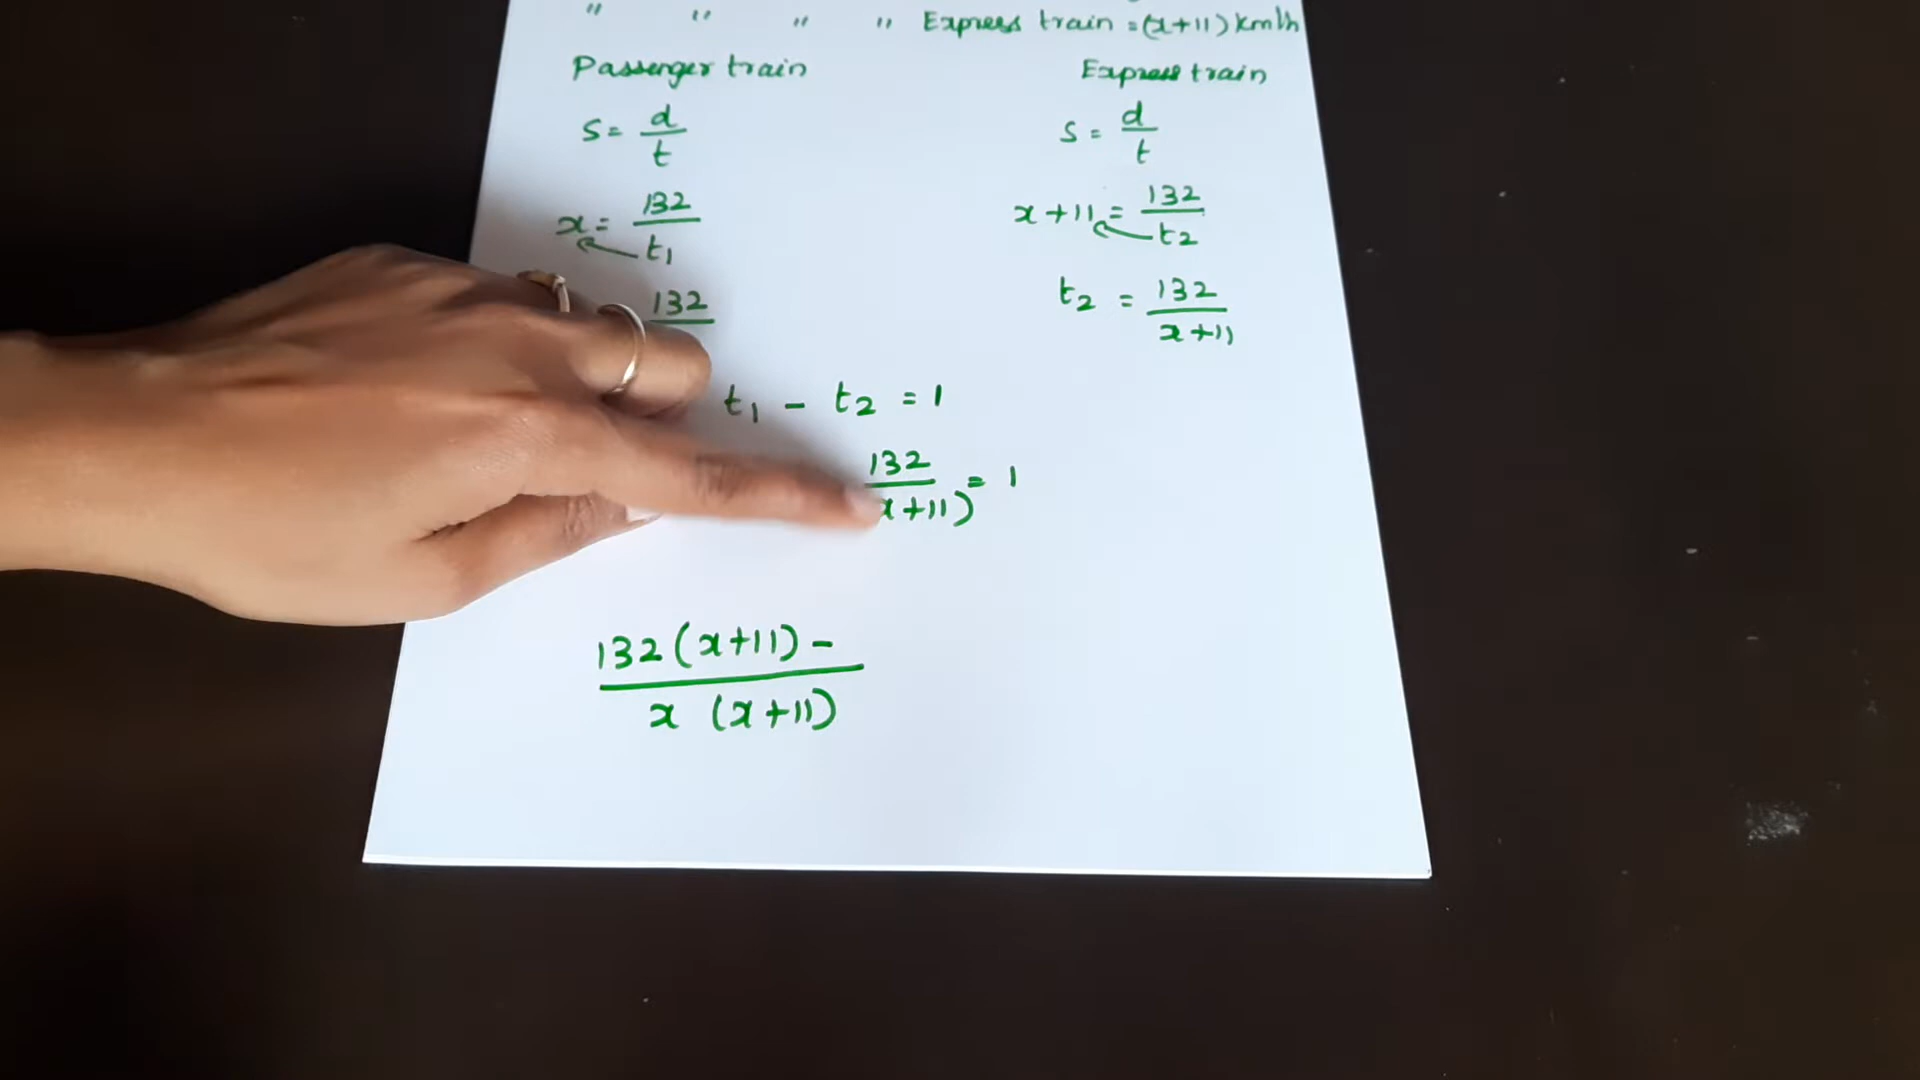 " " " " Express train = (x+11) km/h
Passenger train Express train
S = d/t S = d/t
x = 132/t1 x+11 = 132/t2
132 t2 = 132/x+11
t1 - t2 = 1
132/x+11) = 1
132(x+11) -
x (x+11)